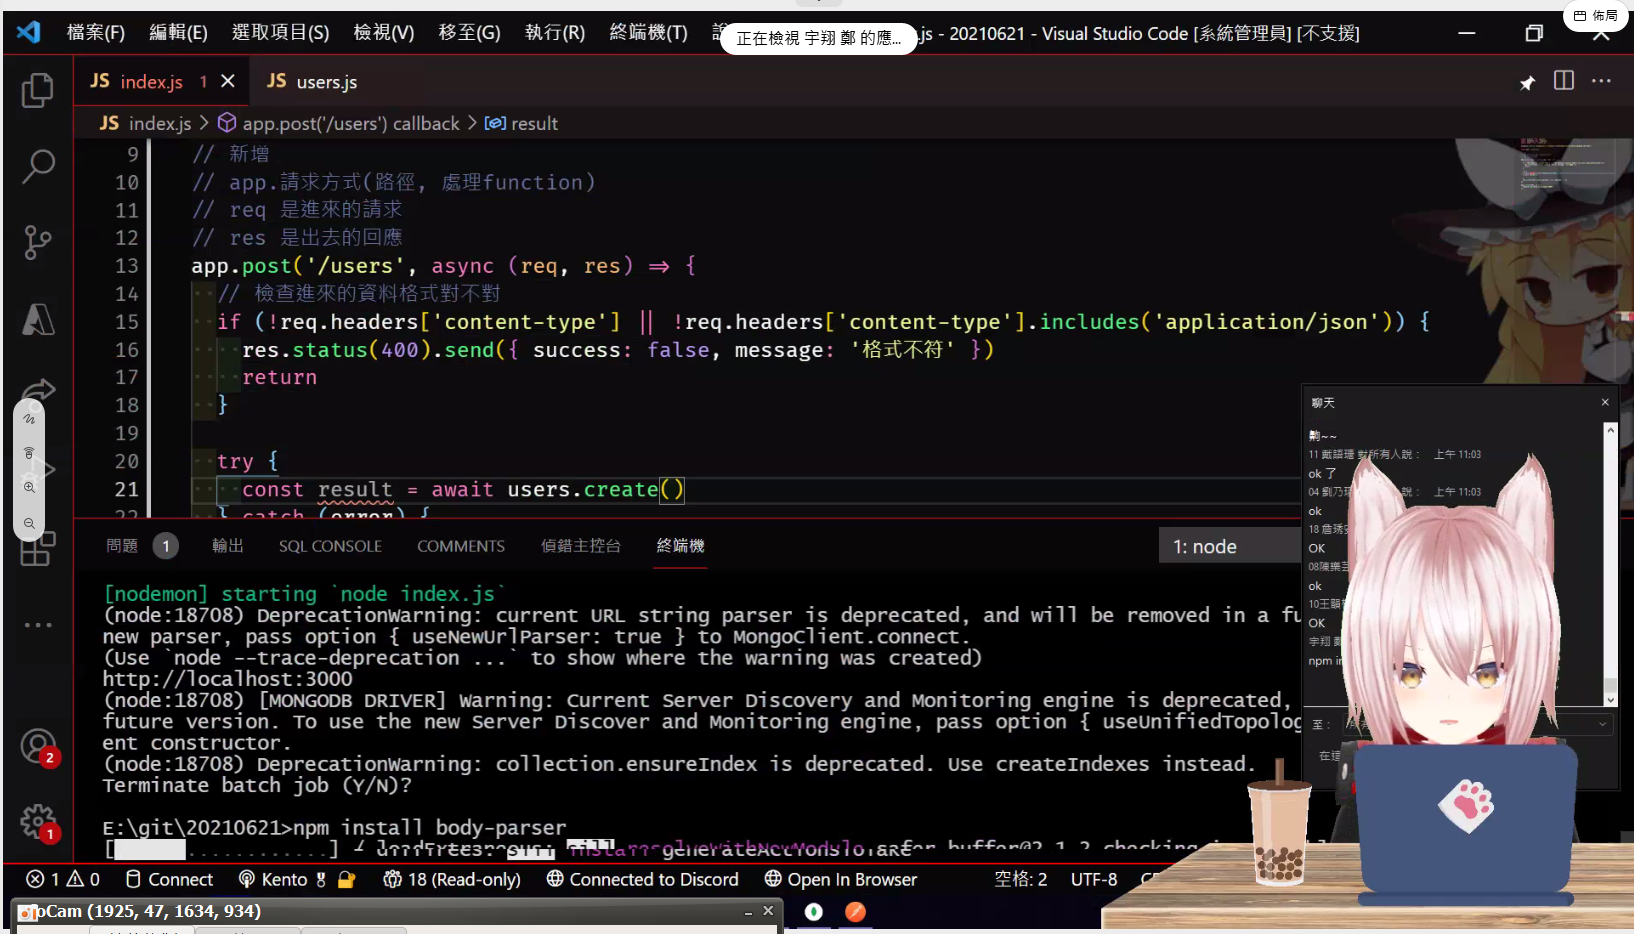 佈局
檔案(F) 編輯(E) 選取項目(S) 檢視(V) 移至(G) 執行(R) 終端機(T)
正在檢視 宇翔 鄭 的應...
.js - 20210621 - Visual Studio Code [系統管理員] [不支援]
JS index.js 1 JS users.js
JS index.js > app.post('/users') callback > result
9 // 新增
10 // app.請求方式(路徑, 處理function)
11 // req 是進來的請求
12 // res 是出去的回應
13 app.post('/users', async (req, res) => {
14 // 檢查進來的資料格式對不對
15 if (!req.headers['content-type'] || !req.headers['content-type'].includes('application/json')) {
16 res.status(400).send({ success: false, message: '格式不符' })
17 return
18 }
19
20 try {
21 const result = await users.create()
22 } catch (error) {
問題 1 輸出 SQL CONSOLE COMMENTS 偵錯主控台 終端機 1: node
[nodemon] starting `node index.js`
(node:18708) DeprecationWarning: current URL string parser is deprecated, and will be removed in a fu
new parser, pass option { useNewUrlParser: true } to MongoClient.connect.
(Use `node --trace-deprecation ...` to show where the warning was created)
http://localhost:3000
(node:18708) [MONGODB DRIVER] Warning: Current Server Discovery and Monitoring engine is deprecated,
future version. To use the new Server Discover and Monitoring engine, pass option { useUnifiedTopolog
ent constructor.
(node:18708) DeprecationWarning: collection.ensureIndex is deprecated. Use createIndexes instead.
Terminate batch job (Y/N)?
E:\git\20210621>npm install body-parser
聊天
11 戴語瑾 對所有人說： 上午 11:03
ok 了
04 劉乃 說： 上午 11:03
ok
18 詹琇
OK
08陳樂
ok
10王顗
OK
宇翔
npm in
至：
在這
2
1
1 0 Connect Kento 18 (Read-only) Connected to Discord Open In Browser 空格: 2 UTF-8
oCam (1925, 47, 1634, 934)